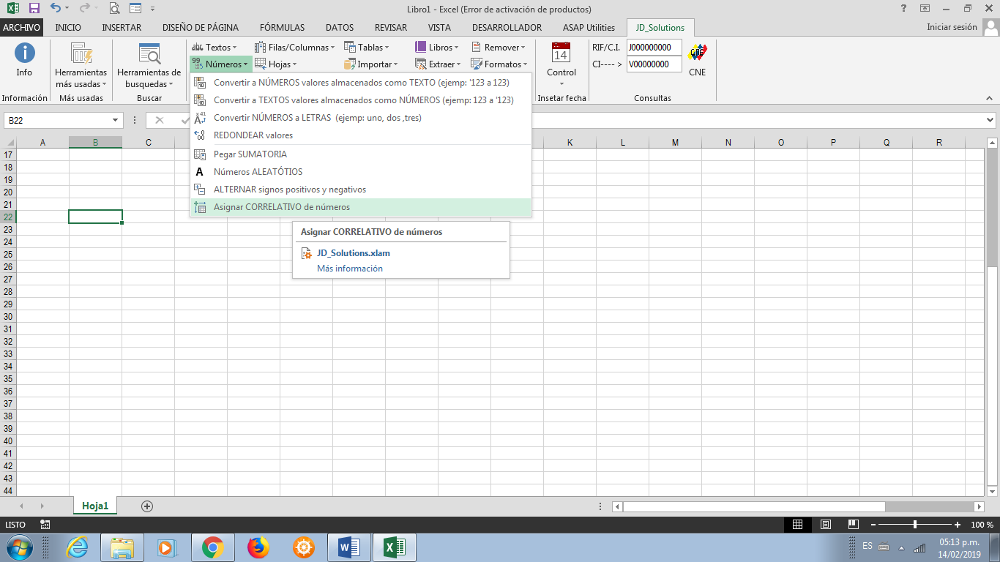 Libro1 - Excel (Error de activación de productos)
ARCHIVO INICIO INSERTAR DISEÑO DE PÁGINA FÓRMULAS DATOS REVISAR VISTA DESARROLLADOR ASAP Utilities JD_Solutions Iniciar sesión
Info
Información
Herramientas
más usadas
Más usadas
Herramientas de
busquedas
Buscar
Textos Filas/Columnas Tablas Libros Remover
Números Hojas Importar Extraer Formatos
14
Control
Insetar fecha
RIF/C.I. J000000000
CI---- > V00000000
CNE
Consultas
Convertir a NÚMEROS valores almacenados como TEXTO (ejemp: '123 a 123)
Convertir a TEXTOS valores almacenados como NÚMEROS (ejemp: 123 a '123)
Convertir NÚMEROS a LETRAS (ejemp: uno, dos ,tres)
REDONDEAR valores
Pegar SUMATORIA
Números ALEATÓTIOS
ALTERNAR signos positivos y negativos
Asignar CORRELATIVO de números
Asignar CORRELATIVO de números
JD_Solutions.xlam
Más información
B22
A B C K L M N O P Q R
17
18
19
20
21
22
23
24
25
26
27
28
29
30
31
32
33
34
35
36
37
38
39
40
41
42
43
44
Hoja1
LISTO 100 %
ES 05:13 p.m.
14/02/2019